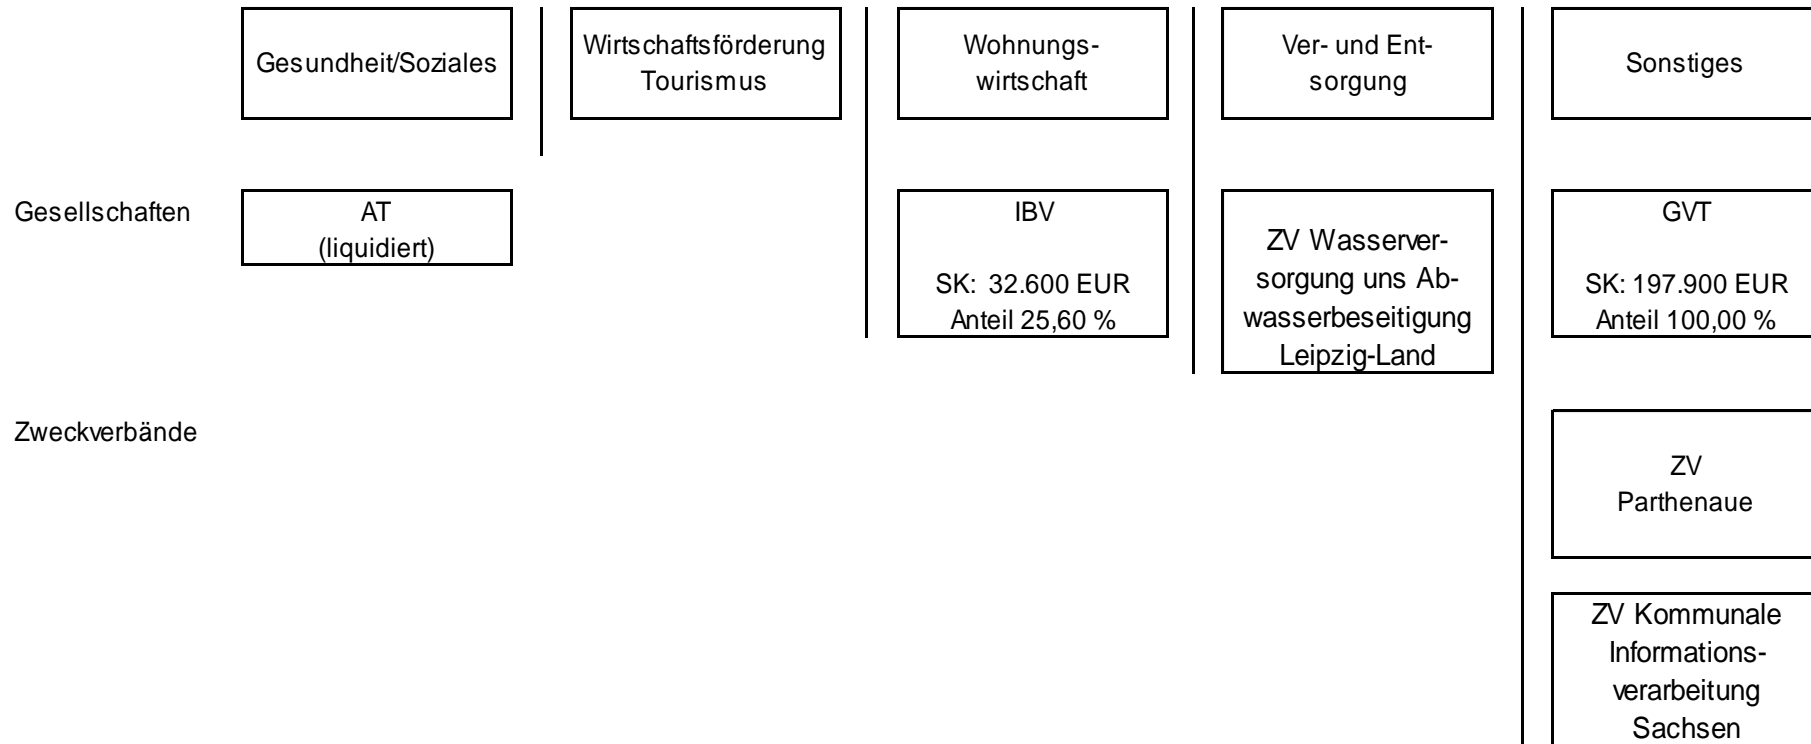 Gesundheit/Soziales
Wirtschaftsförderung
Tourismus
Wohnungs-
wirtschaft
Ver- und Ent-
sorgung
Sonstiges
Gesellschaften
AT
(liquidiert)
IBV
SK: 32.600 EUR
Anteil 25,60 %
ZV Wasserver-
sorgung uns Ab-
wasserbeseitigung
Leipzig-Land
GVT
SK: 197.900 EUR
Anteil 100,00 %
Zweckverbände
ZV
Parthenaue
ZV Kommunale
Informations-
verarbeitung
Sachsen